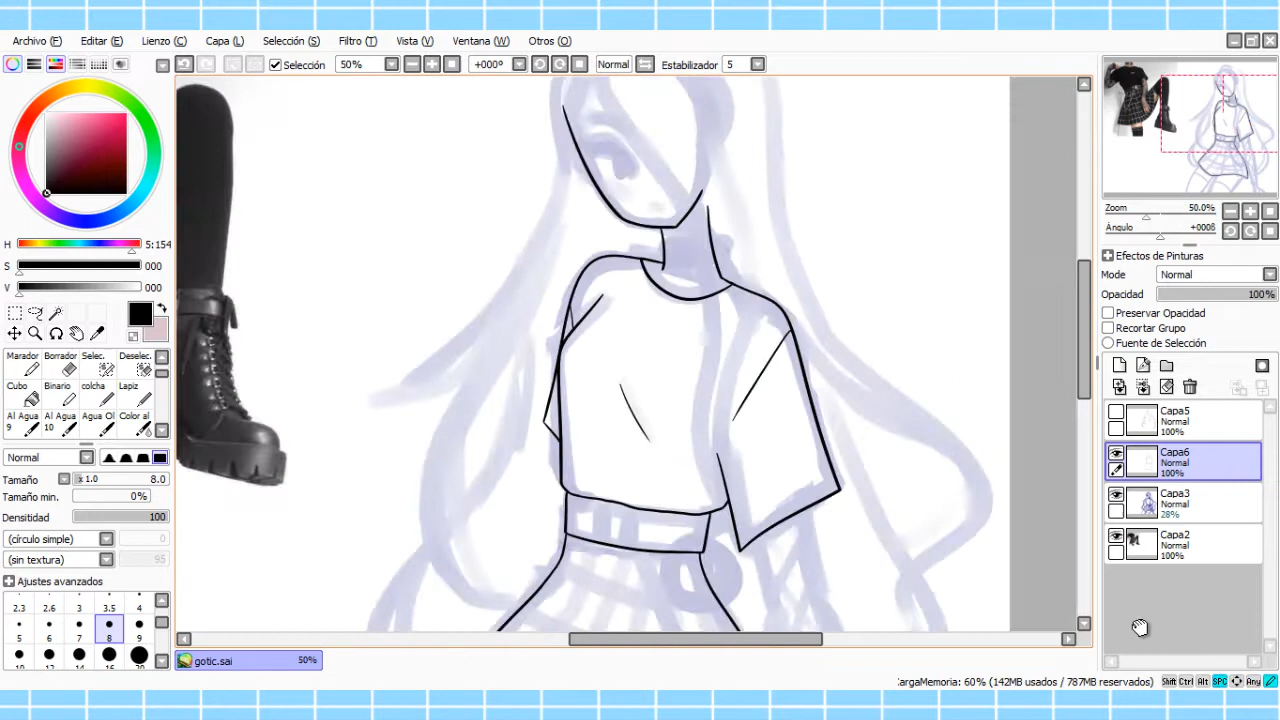 Archivo (F) Editar (E) Lienzo (C) Capa (L) Selección (S) Filtro (T) Vista (V) Ventana (W) Otros (O)
Selección 50% +000º Normal Estabilizador 5
H 5:154
S 000
V 000
Marador Borrador Selec. Deselec.
Cubo Binario colcha Lapiz
Al Agua 9 Al Agua 10 Agua Ol Color al
Normal
Tamaño x 1.0 8.0
Tamaño min. 0%
Densitidad 100
(círculo simple) 0
(sin textura) 95
Ajustes avanzados
2.3 2.6 3 3.5 4
5 6 7 8 9
gotic.sai 50%
Zoom 50.0%
Ángulo
Efectos de Pinturas
Modo Normal
Opacidad 100%
Preservar Opacidad
Recortar Grupo
Fuente de Selección
Capa5
Normal
100%
Capa6
Normal
100%
Capa3
Normal
28%
Capa2
Normal
100%
CargaMemoria: 60% (142MB usados / 787MB reservados) Shift Ctrl Alt SPC Any